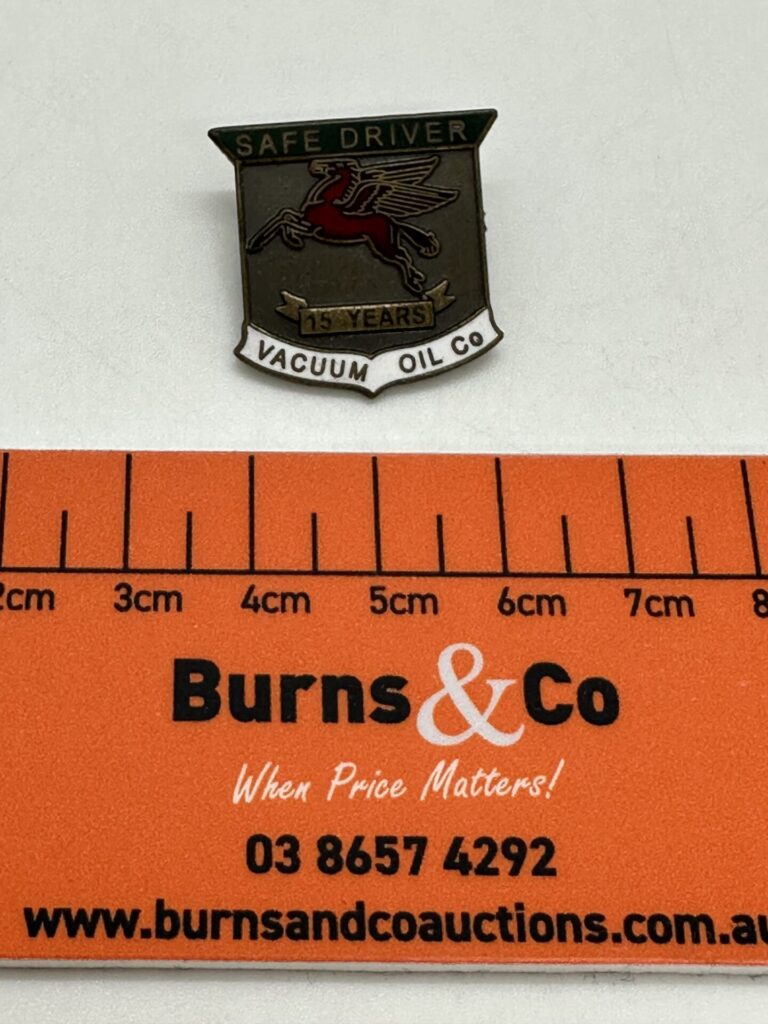 SAFE DRIVER
15 YEARS
VACUUM OIL Co
2cm 3cm 4cm 5cm 6cm 7cm 8
Burns & Co
When Price Matters!
03 8657 4292
www.burnsandcoauctions.com.au